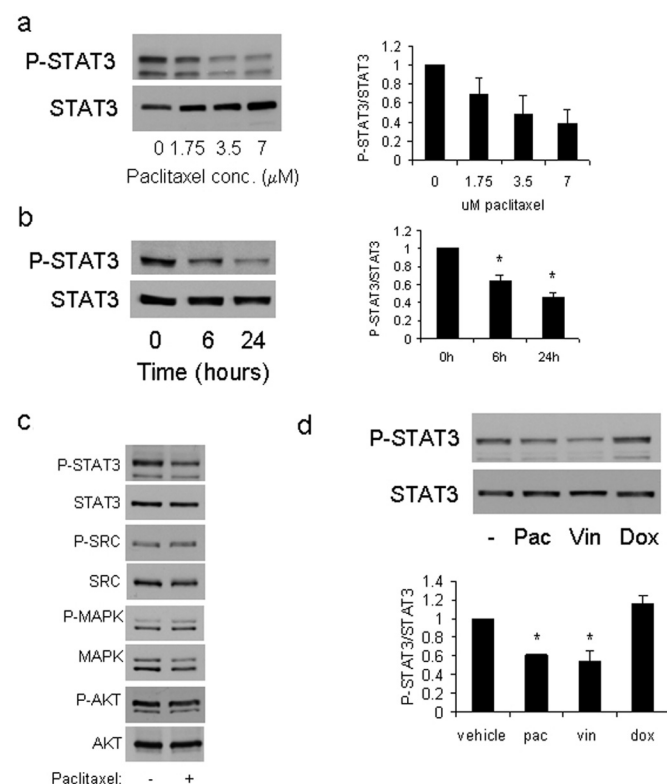 a
P-STAT3
STAT3
0 1.75 3.5 7
Paclitaxel conc. (µM)
P-STAT3/STAT3
1.2
1
0.8
0.6
0.4
0.2
0
0 1.75 3.5 7
uM paclitaxel
b
P-STAT3
STAT3
0 6 24
Time (hours)
P-STAT3/STAT3
1.2
1
0.8
0.6
0.4
0.2
0
* *
0h 6h 24h
c
P-STAT3
STAT3
P-SRC
SRC
P-MAPK
MAPK
P-AKT
AKT
Paclitaxel: - +
d
P-STAT3
STAT3
- Pac Vin Dox
P-STAT3/STAT3
1.4
1.2
1
0.8
0.6
0.4
0.2
0
* *
vehicle pac vin dox